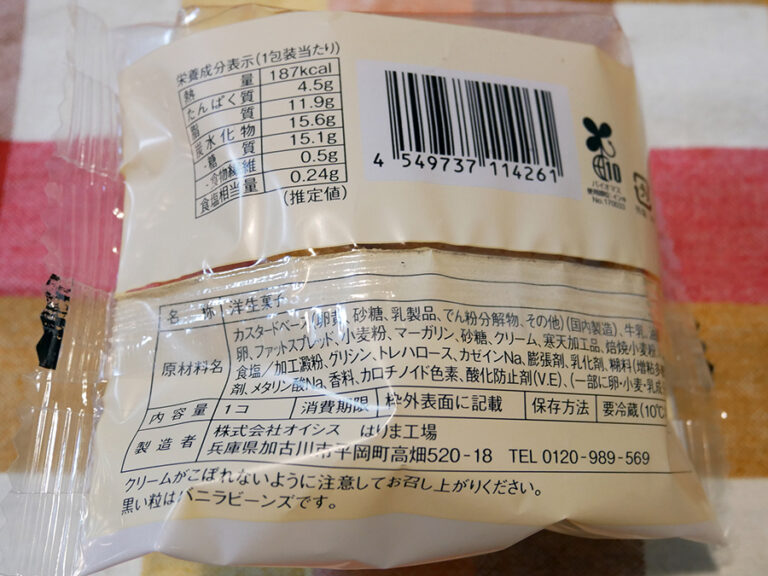 栄養成分表示(1包装当たり)
熱量 187kcal
たんぱく質 4.5g
脂質 11.9g
炭水化物 15.6g
-糖質 15.1g
-食物繊維 0.5g
食塩相当量 0.24g
(推定値)
4 549737 114261
10
バイオマス
No.170033
名称 洋生菓子
原材料名 カスタードベース(卵黄、砂糖、乳製品、でん粉分解物、その他)(国内製造)、牛乳、
卵、ファットスプレッド、小麦粉、マーガリン、砂糖、クリーム、寒天加工品、焙焼小麦粉、
食塩/加工澱粉、グリシン、トレハロース、カゼインNa、膨張剤、乳化剤、糊料(増粘多
剤、メタリン酸Na、香料、カロチノイド色素、酸化防止剤(V.E)、(一部に卵・小麦・乳成
内容量 1コ 消費期限 枠外表面に記載 保存方法 要冷蔵(10℃
製造者 株式会社オイシス はりま工場
兵庫県加古川市平岡町高畑520-18 TEL 0120-989-569
クリームがこぼれないように注意してお召し上がりください。
黒い粒はバニラビーンズです。